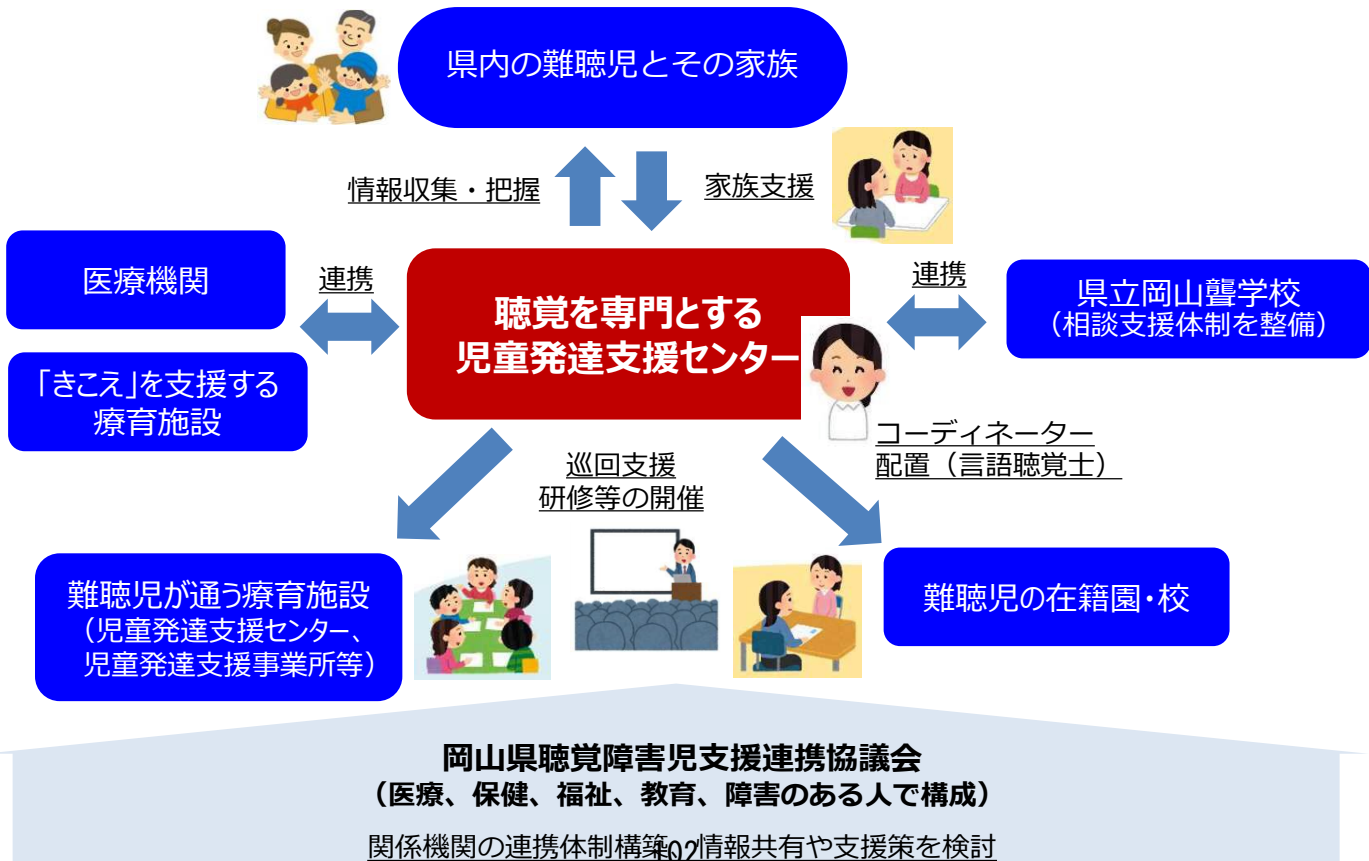 県内の難聴児とその家族
情報収集・把握
家族支援
医療機関
連携
聴覚を専門とする
児童発達支援センター
連携
県立岡山聾学校
（相談支援体制を整備）
「きこえ」を支援する
療育施設
コーディネーター
配置（言語聴覚士）
巡回支援
研修等の開催
難聴児が通う療育施設
（児童発達支援センター、
児童発達支援事業所等）
難聴児の在籍園・校
岡山県聴覚障害児支援連携協議会
（医療、保健、福祉、教育、障害のある人で構成）
関係機関の連携体制構築 情報共有や支援策を検討
102